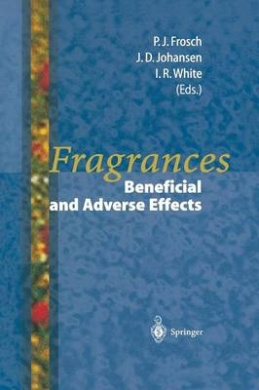 P. J. Frosch
J. D. Johansen
I. R. White
(Eds.)
Fragrances
Beneficial
and Adverse Effects
Springer